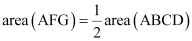 area(AFG) = 1/2 area(ABCD)